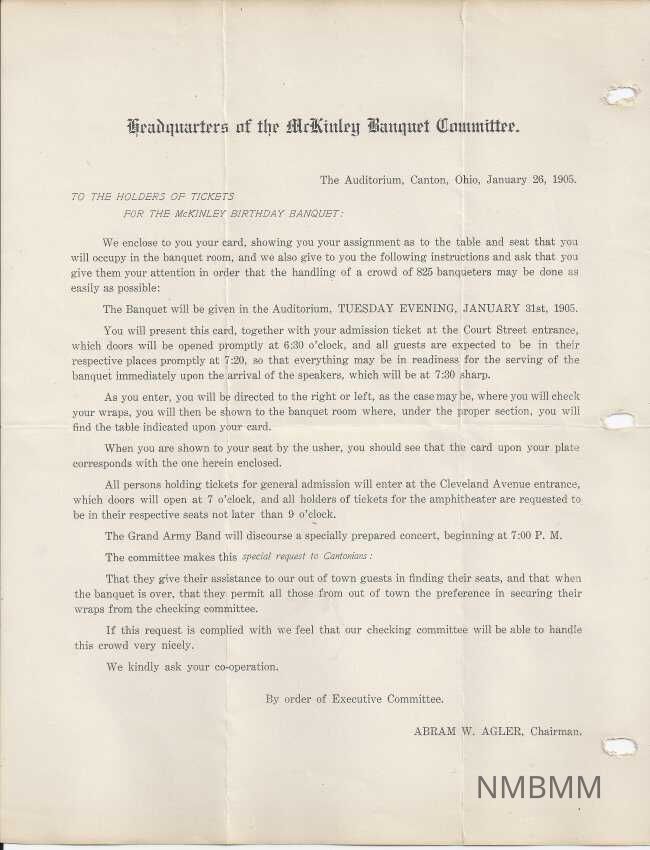 Headquarters of the McKinley Banquet Committee.
The Auditorium, Canton, Ohio, January 26, 1905.
TO THE HOLDERS OF TICKETS
FOR THE McKINLEY BIRTHDAY BANQUET:
We enclose to you your card, showing you your assignment as to the table and seat that you
will occupy in the banquet room, and we also give to you the following instructions and ask that you
give them your attention in order that the handling of a crowd of 825 banqueters may be done as
easily as possible:
The Banquet will be given in the Auditorium, TUESDAY EVENING, JANUARY 31st, 1905.
You will present this card, together with your admission ticket at the Court Street entrance,
which doors will be opened promptly at 6:30 o'clock, and all guests are expected to be in their
respective places promptly at 7:20, so that everything may be in readiness for the serving of the
banquet immediately upon the arrival of the speakers, which will be at 7:30 sharp.
As you enter, you will be directed to the right or left, as the case may be, where you will check
your wraps, you will then be shown to the banquet room where, under the proper section, you will
find the table indicated upon your card.
When you are shown to your seat by the usher, you should see that the card upon your plate
corresponds with the one herein enclosed.
All persons holding tickets for general admission will enter at the Cleveland Avenue entrance,
which doors will open at 7 o'clock, and all holders of tickets for the amphitheater are requested to
be in their respective seats not later than 9 o'clock.
The Grand Army Band will discourse a specially prepared concert, beginning at 7:00 P. M.
The committee makes this special request to Cantonians:
That they give their assistance to our out of town guests in finding their seats, and that when
the banquet is over, that they permit all those from out of town the preference in securing their
wraps from the checking committee.
If this request is complied with we feel that our checking committee will be able to handle
this crowd very nicely.
We kindly ask your co-operation.
By order of Executive Committee.
ABRAM W. AGLER, Chairman.
NMBMM